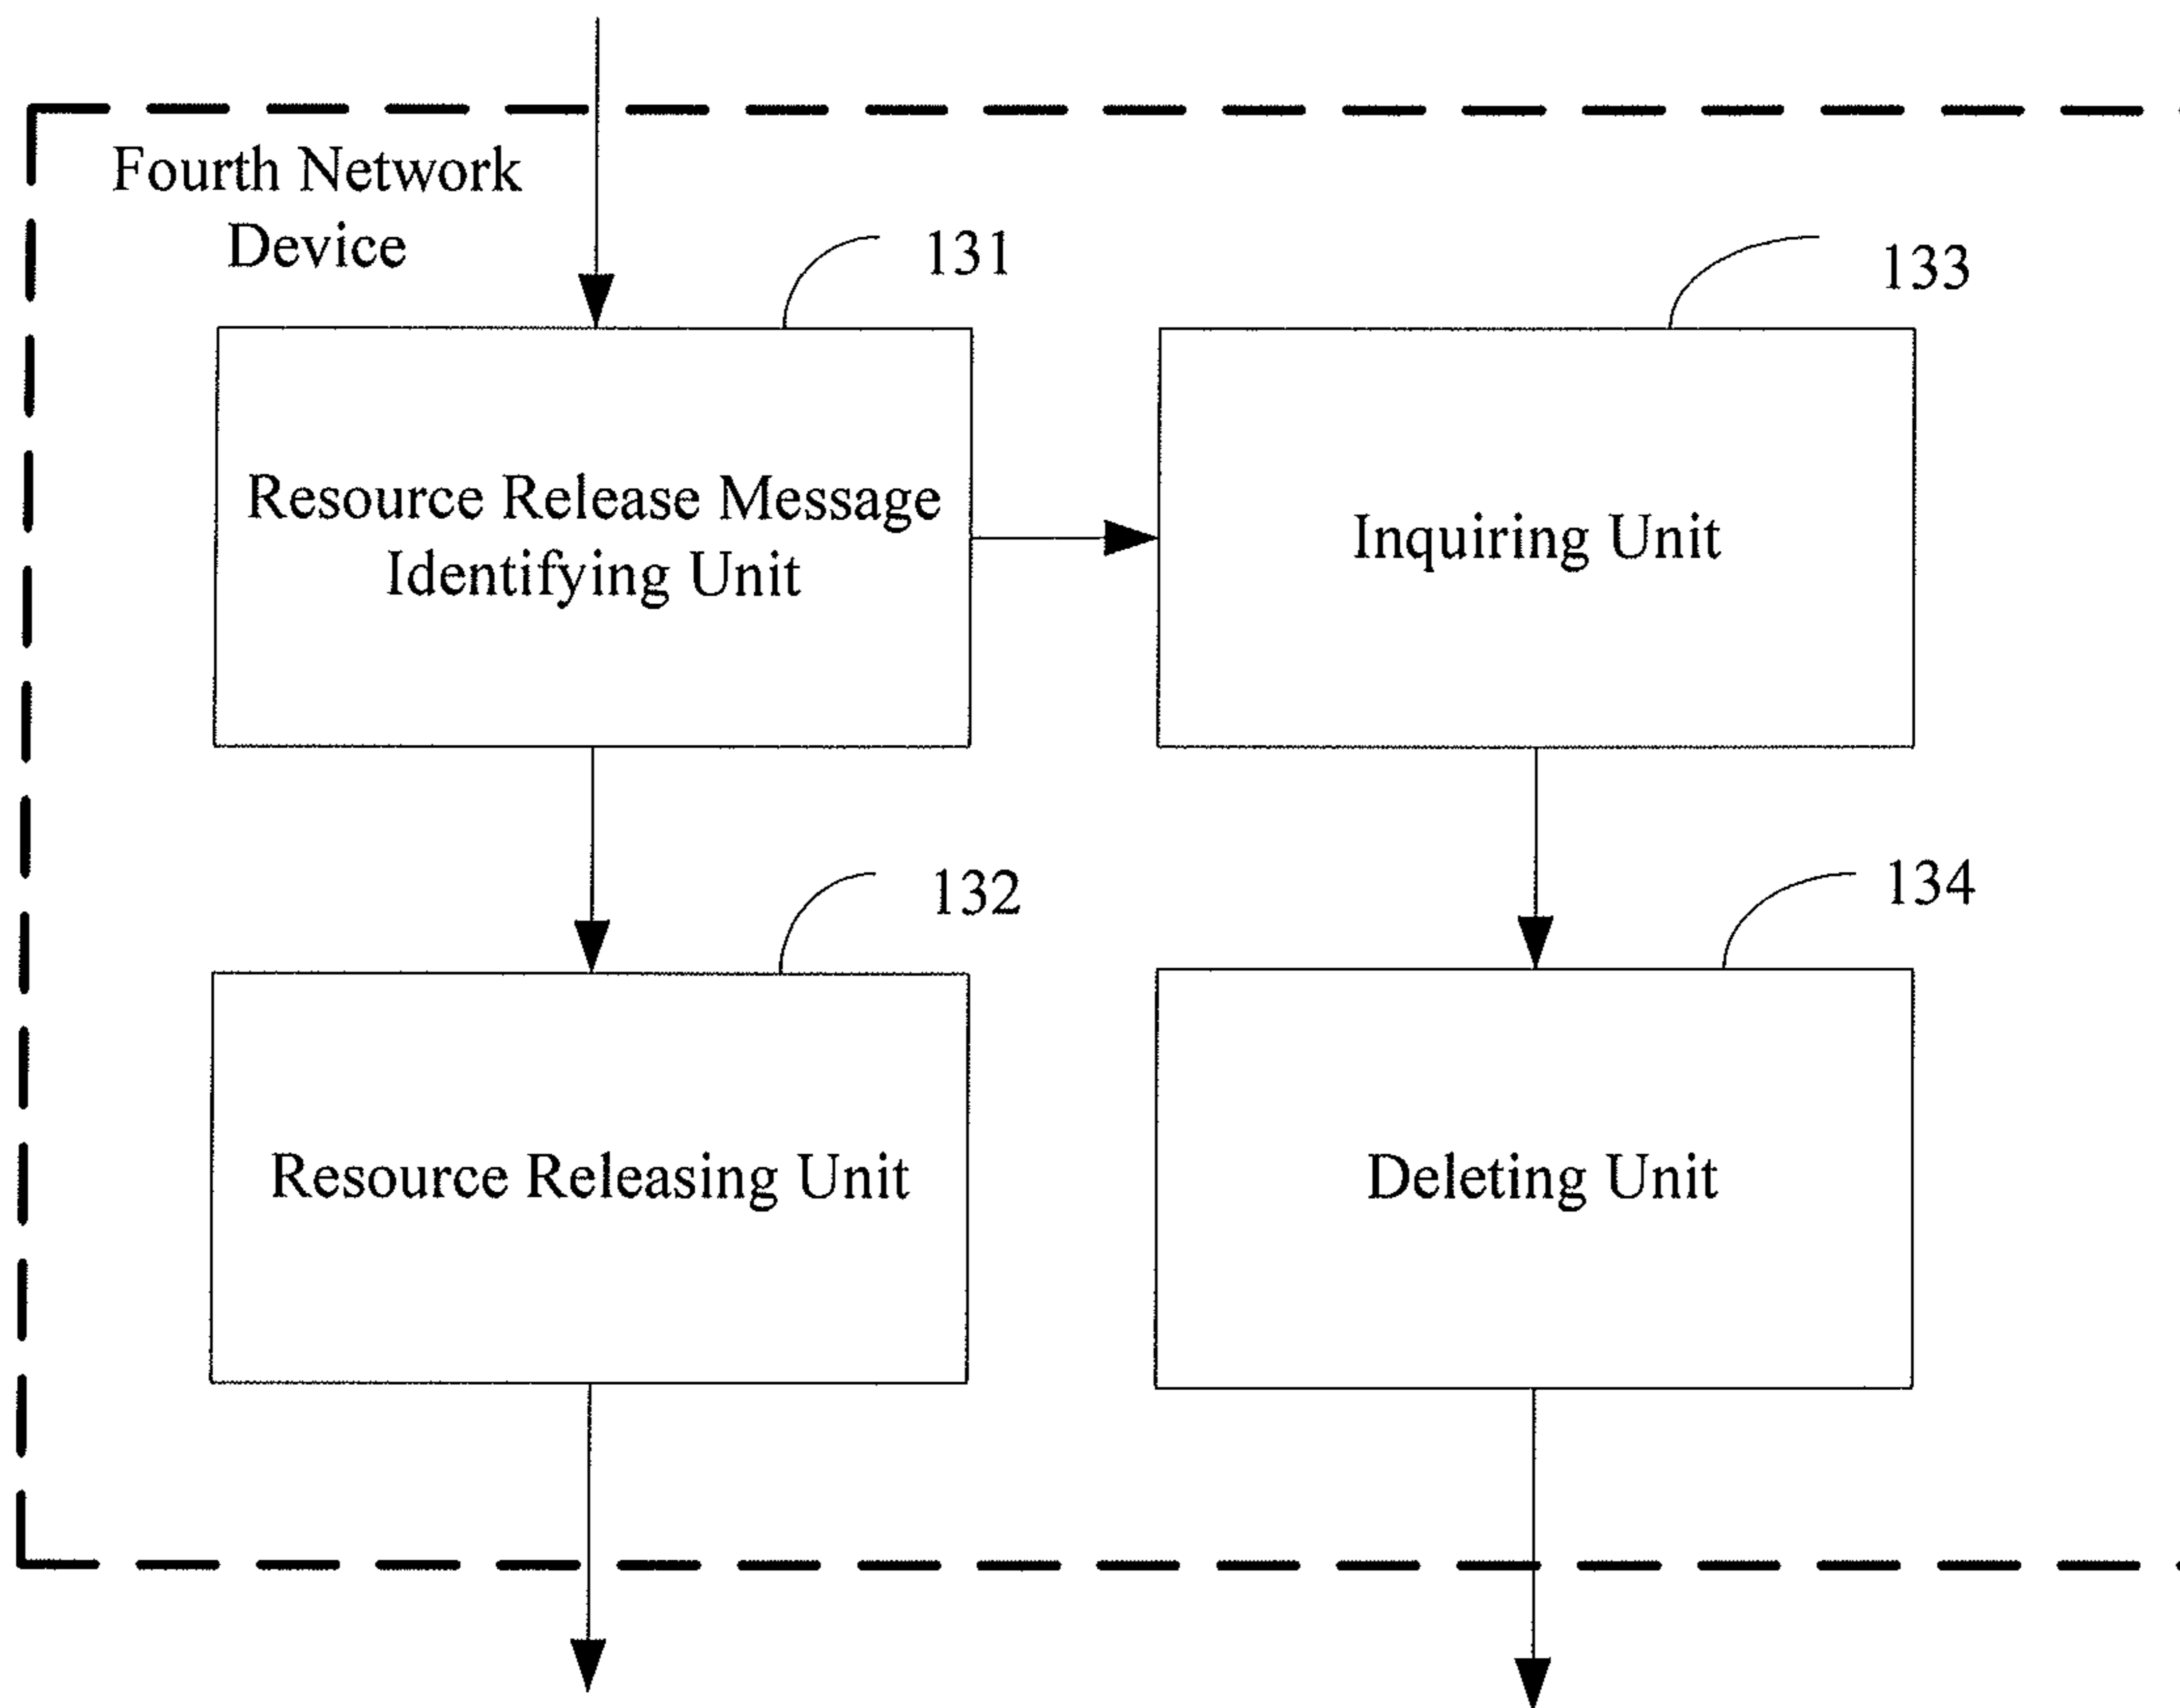 Fourth Network
Device
131
133
Resource Release Message
Identifying Unit
Inquiring Unit
132
134
Resource Releasing Unit
Deleting Unit